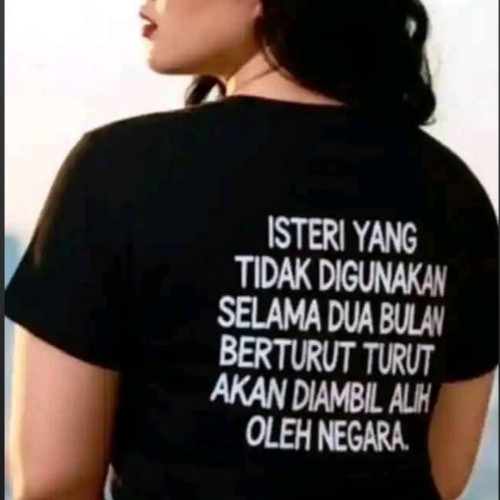 ISTERI YANG
TIDAK DIGUNAKAN
SELAMA DUA BULAN
BERTURUT TURUT
AKAN DIAMBIL ALIH
OLEH NEGARA.